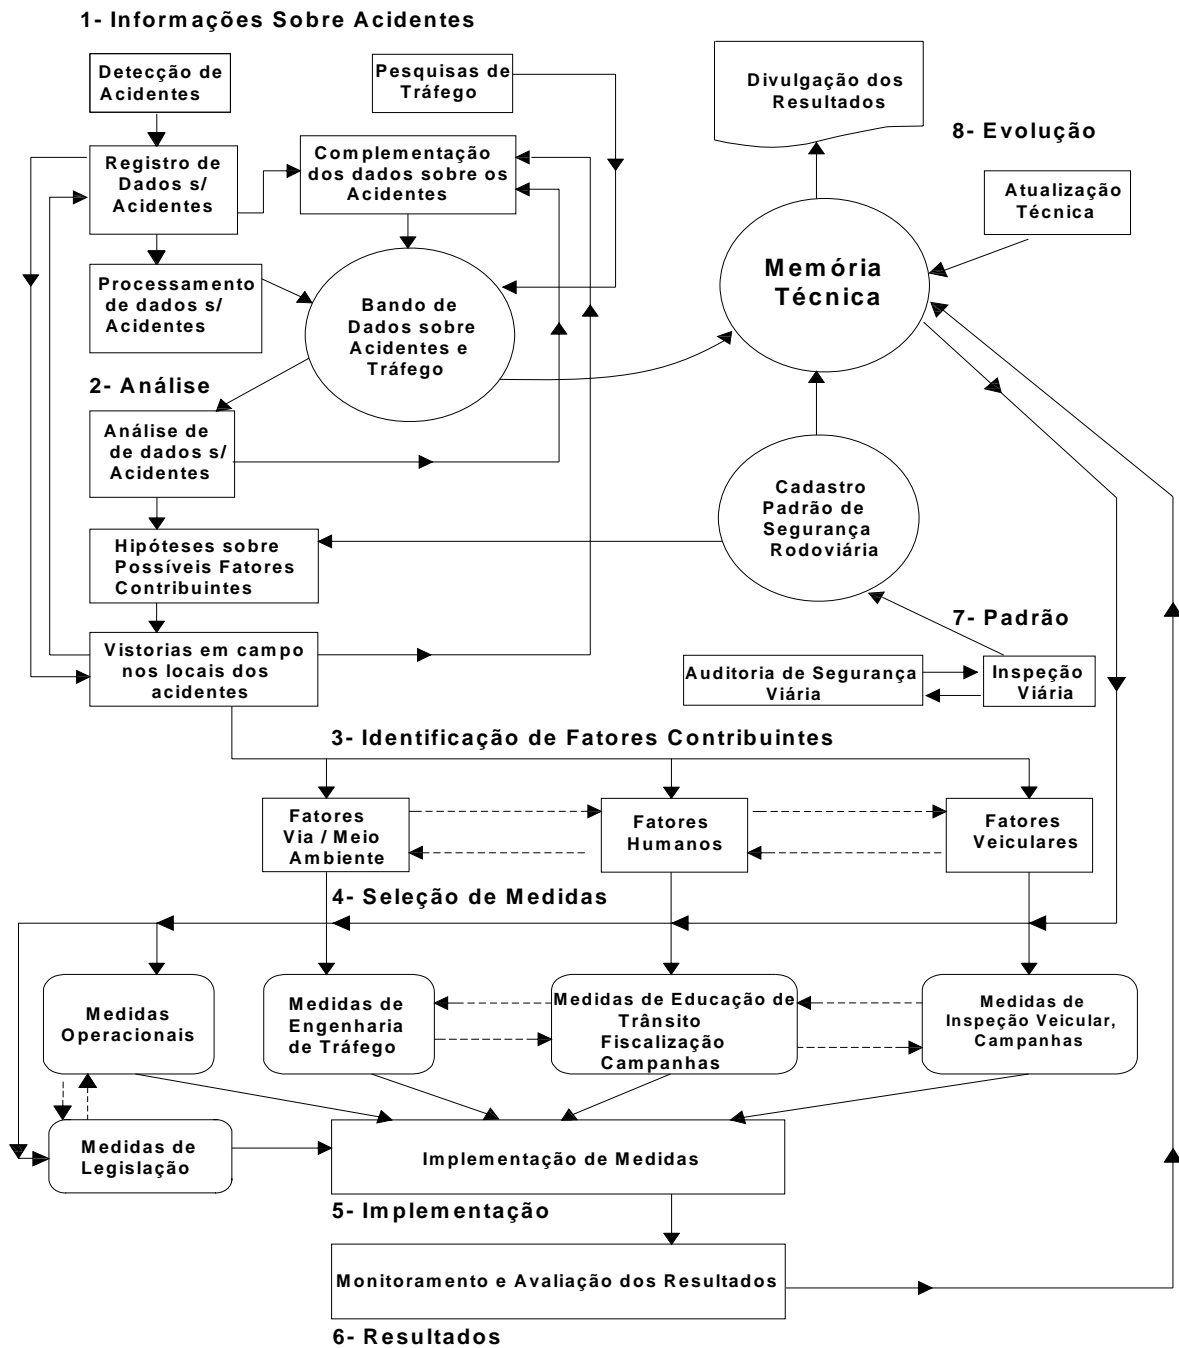 1- Informações Sobre Acidentes
Detecção de
Acidentes
Pesquisas de
Tráfego
Divulgação dos
Resultados
8- Evolução
Registro de
Dados s/
Acidentes
Complementação
dos dados sobre os
Acidentes
Atualização
Técnica
Memória
Técnica
Processamento
de dados s/
Acidentes
Bando de
Dados sobre
Acidentes e
Tráfego
2- Análise
Análise de
de dados s/
Acidentes
Cadastro
Padrão de
Segurança
Rodoviária
Hipóteses sobre
Possíveis Fatores
Contribuintes
7- Padrão
Vistorias em campo
nos locais dos
acidentes
Auditoria de Segurança
Viária
Inspeção
Viária
3- Identificação de Fatores Contribuintes
Fatores
Via / Meio
Ambiente
Fatores
Humanos
Fatores
Veiculares
4- Seleção de Medidas
Medidas
Operacionais
Medidas de
Engenharia
de Tráfego
Medidas de Educação de
Trânsito
Fiscalização
Campanhas
Medidas de
Inspeção Veicular,
Campanhas
Medidas de
Legislação
Implementação de Medidas
5- Implementação
Monitoramento e Avaliação dos Resultados
6- Resultados